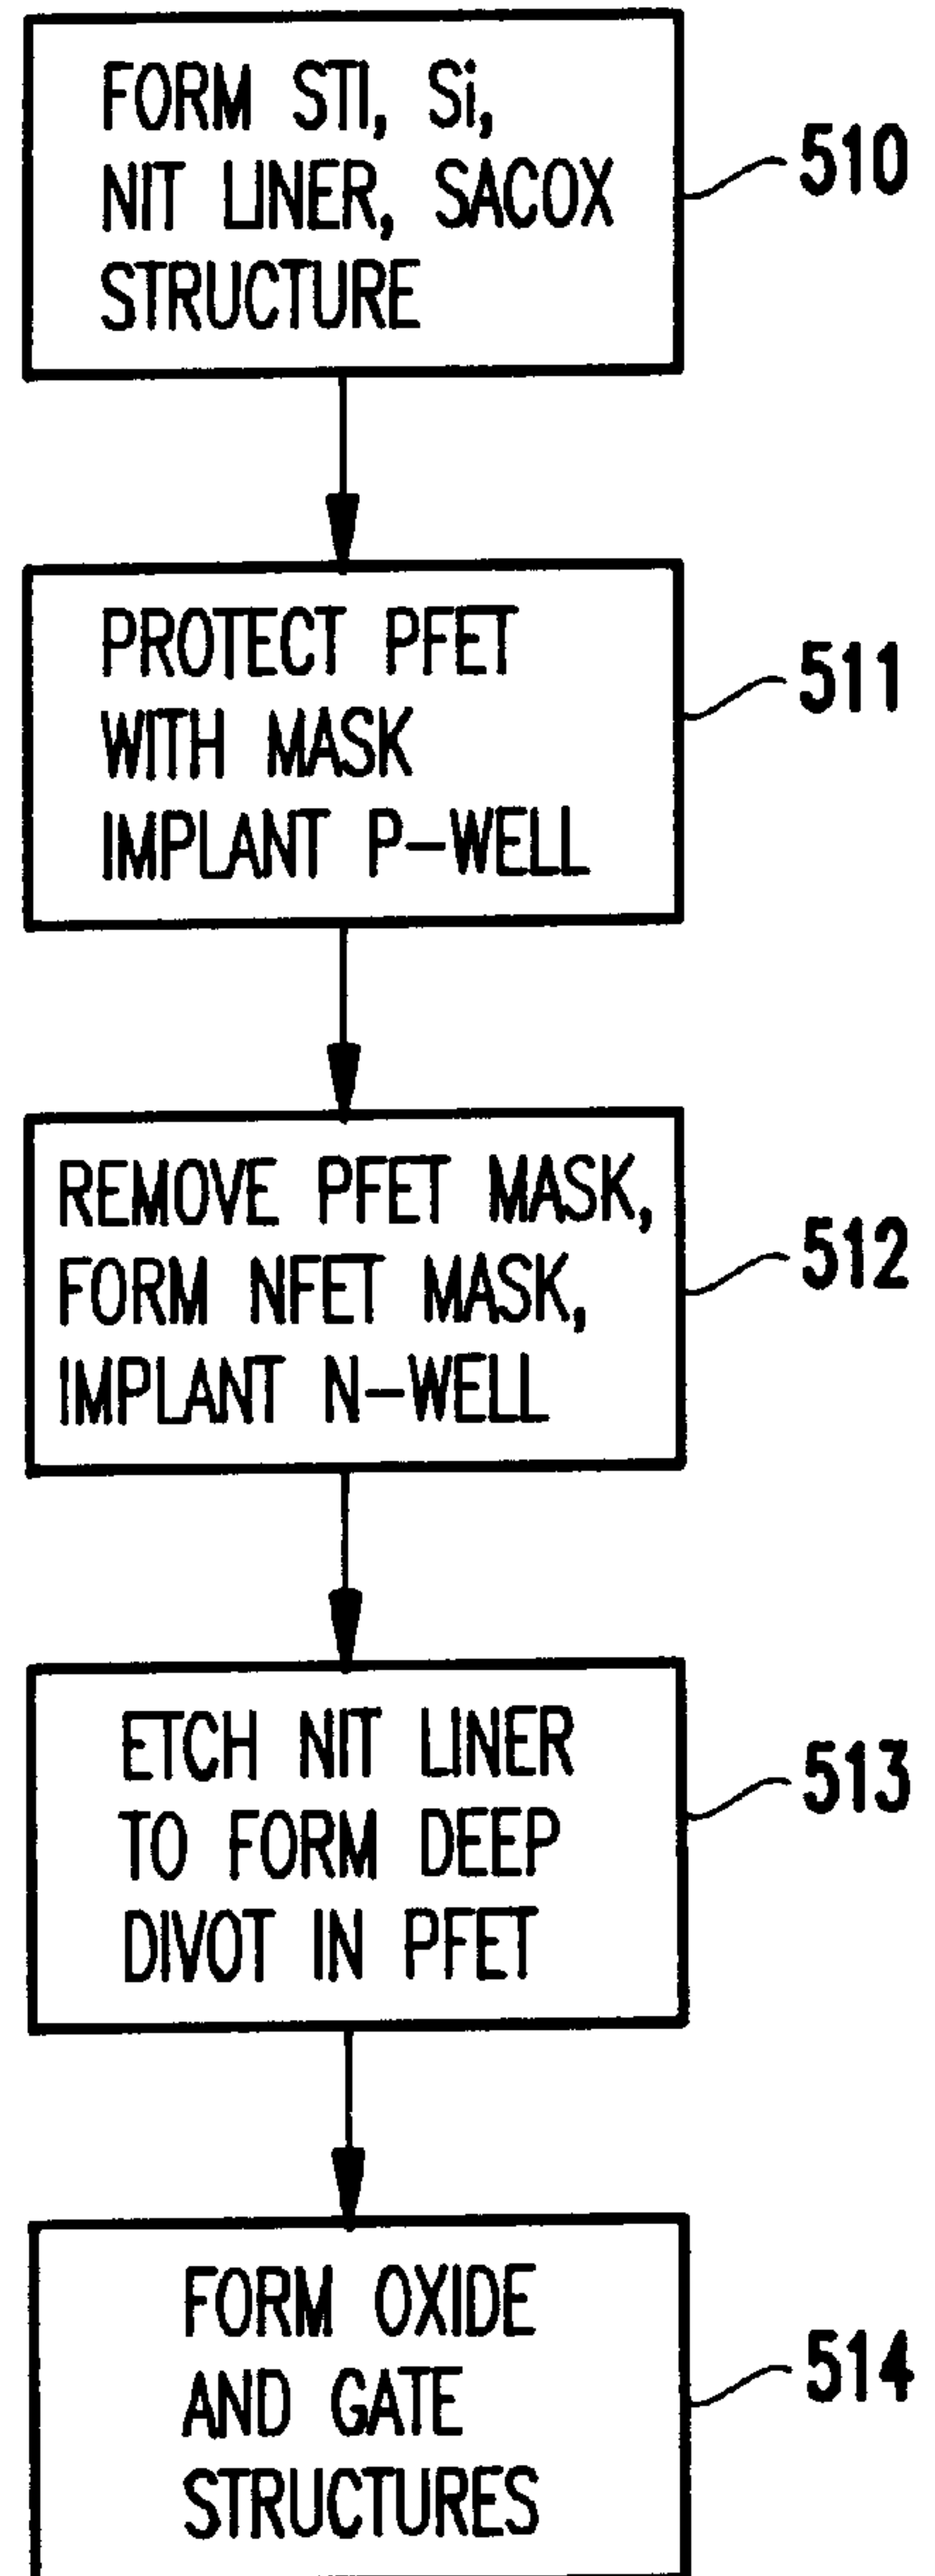 FORM STI, Si,
NIT LINER, SACOX
STRUCTURE
510
PROTECT PFET
WITH MASK
IMPLANT P-WELL
511
REMOVE PFET MASK,
FORM NFET MASK,
IMPLANT N-WELL
512
ETCH NIT LINER
TO FORM DEEP
DIVOT IN PFET
513
FORM OXIDE
AND GATE
STRUCTURES
514